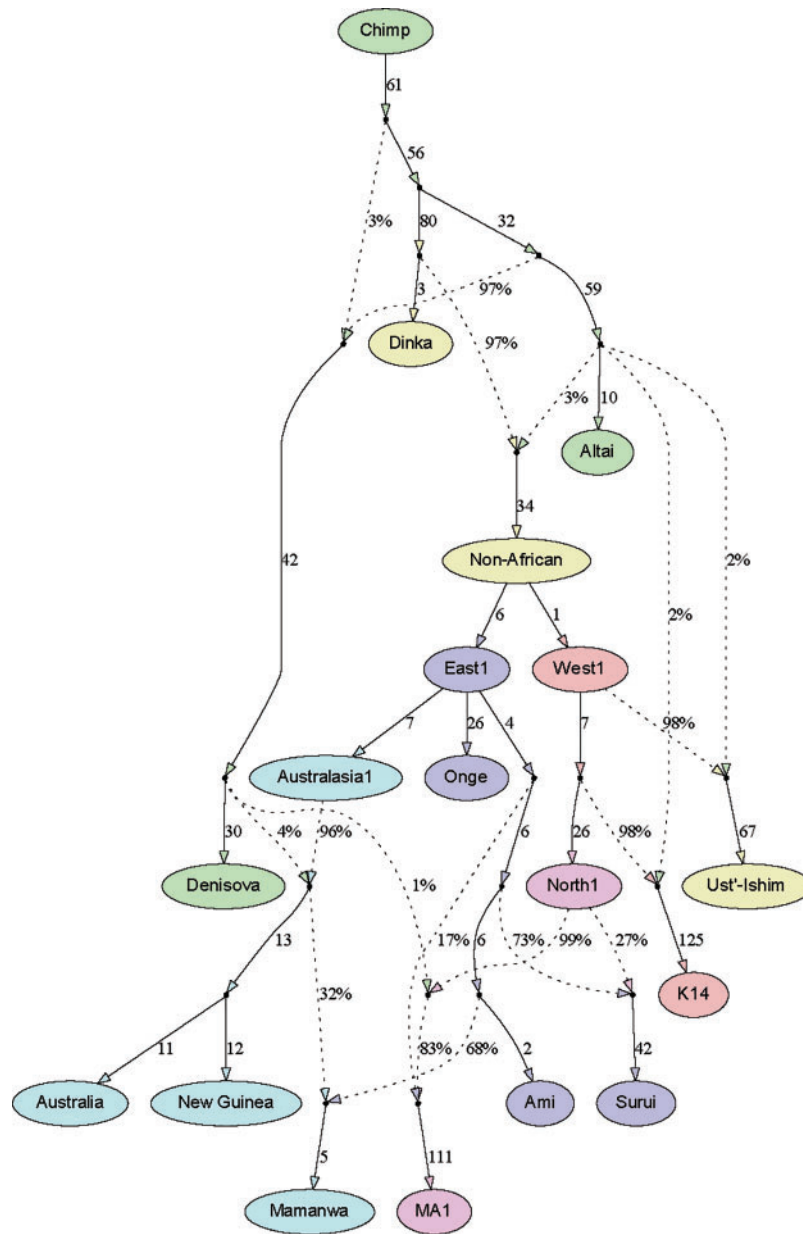 Chimp
61
56
3%
80
32
3
97%
59
Dinka
97%
3%
10
Altai
34
42
Non-African
2%
6
1
2%
East1
West1
7
26
4
7
98%
Australasia1
Onge
30
4%
96%
6
26
98%
67
Denisova
1%
North1
Ust'-Ishim
13
17%
6
73%
99%
27%
125
32%
K14
11
12
83%
68%
2
42
Australia
New Guinea
Ami
Surui
5
111
Mamanwa
MA1